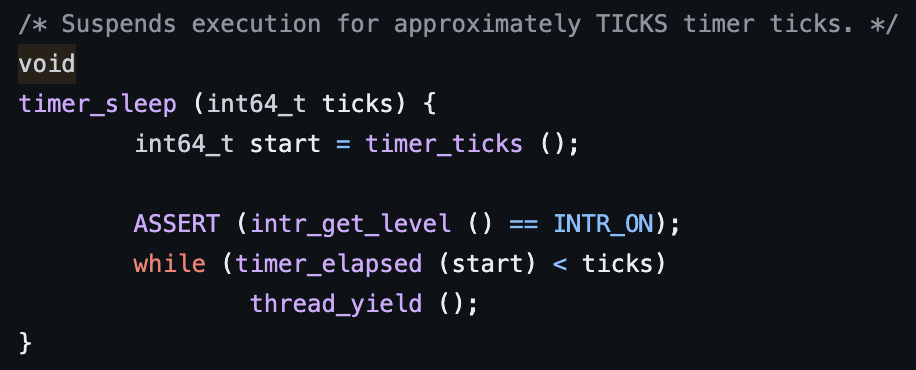 /* Suspends execution for approximately TICKS timer ticks. */
void
timer_sleep (int64_t ticks) {
int64_t start = timer_ticks ();
ASSERT (intr_get_level () == INTR_ON);
while (timer_elapsed (start) < ticks)
thread_yield ();
}